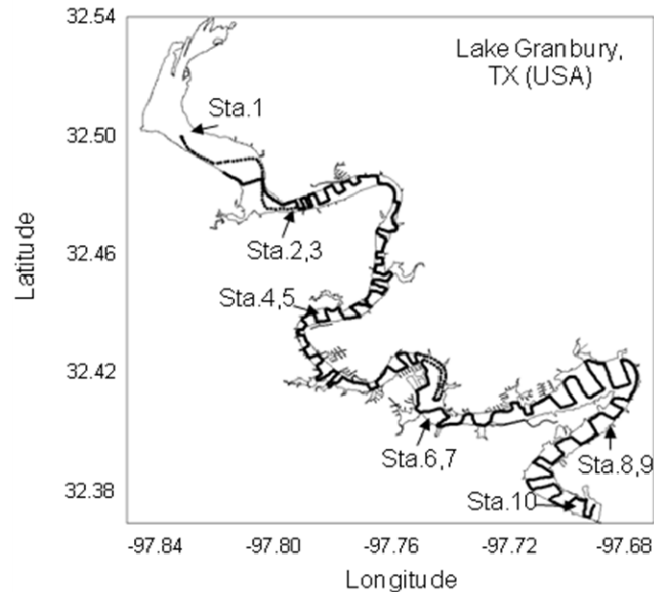 32.54
Lake Granbury,
TX (USA)
Sta.1
32.50
Sta.2,3
32.46
Latitude
Sta.4,5
32.42
Sta.6,7
Sta.8,9
32.38
Sta.10
-97.84 -97.80 -97.76 -97.72 -97.68
Longitude